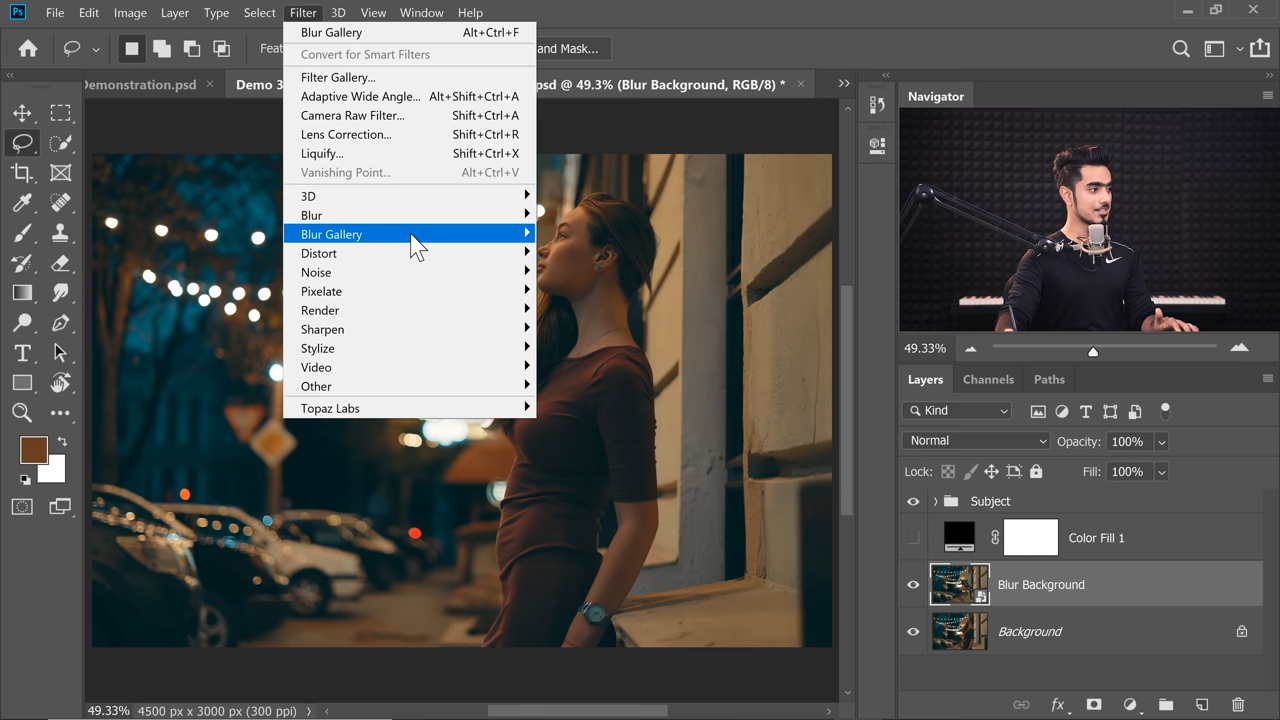 Ps File Edit Image Layer Type Select Filter 3D View Window Help
Blur Gallery Alt+Ctrl+F
Convert for Smart Filters
Filter Gallery...
Adaptive Wide Angle... Alt+Shift+Ctrl+A
Camera Raw Filter... Shift+Ctrl+A
Lens Correction... Shift+Ctrl+R
Liquify... Shift+Ctrl+X
Vanishing Point... Alt+Ctrl+V
3D
Blur
Blur Gallery
Distort
Noise
Pixelate
Render
Sharpen
Stylize
Video
Other
Topaz Labs
Feat
and Mask...
Demonstration.psd × Demo 3
psd @ 49.3% (Blur Background, RGB/8) * ×
Navigator
49.33%
Layers Channels Paths
Kind
Normal Opacity: 100%
Lock: Fill: 100%
Subject
Color Fill 1
Blur Background
Background
fx
49.33% 4500 px x 3000 px (300 ppi)